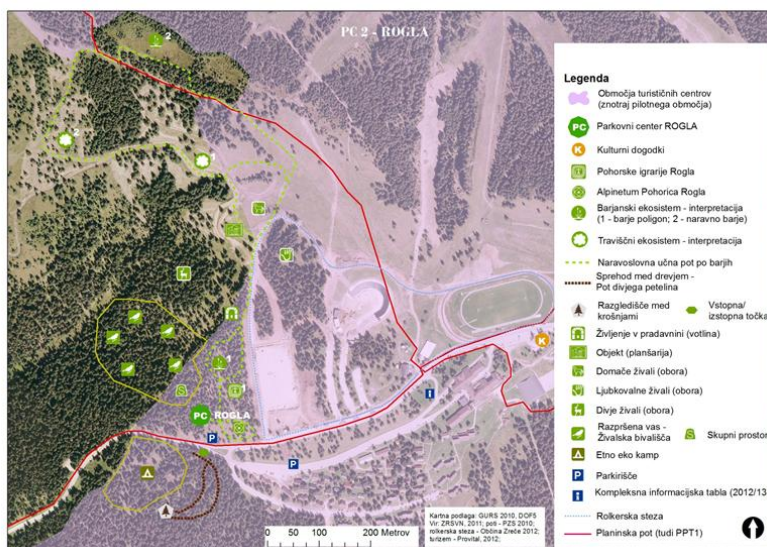 PC 2 - ROGLA
2
2
1
1
1
PC ROGLA
P
P
i
K
Legenda
Območja turističnih centrov
(znotraj pilotnega območja)
PC Parkovni center ROGLA
K Kulturni dogodki
Pohorske igrarije Rogla
Alpinetum Pohorica Rogla
Barjanski ekosistem - interpretacija
(1 - barje poligon; 2 - naravno barje)
Traviščni ekosistem - interpretacija
Naravoslovna učna pot po barjih
Sprehod med drevjem -
Pot divjega petelina
Razgledišče med
krošnjami
Vstopna/
izstopna točka
Življenje v pradavnini (votlina)
Objekt (planšarija)
Domače živali (obora)
Ljubkovalne živali (obora)
Divje živali (obora)
Razpršena vas -
Živalska bivališča
Skupni prostor
Etno eko kamp
P Parkirišče
i Kompleksna informacijska tabla (2012/13
Rolkerska steza
Planinska pot (tudi PPT1)
Kartna podlaga: GURS 2010, DOF5
Vir: ZRSVN, 2011; poti - PZS 2010;
rolkerska steza - Občina Zreče 2012;
turizem - Provital, 2012;
0 50 100 200 Metrov